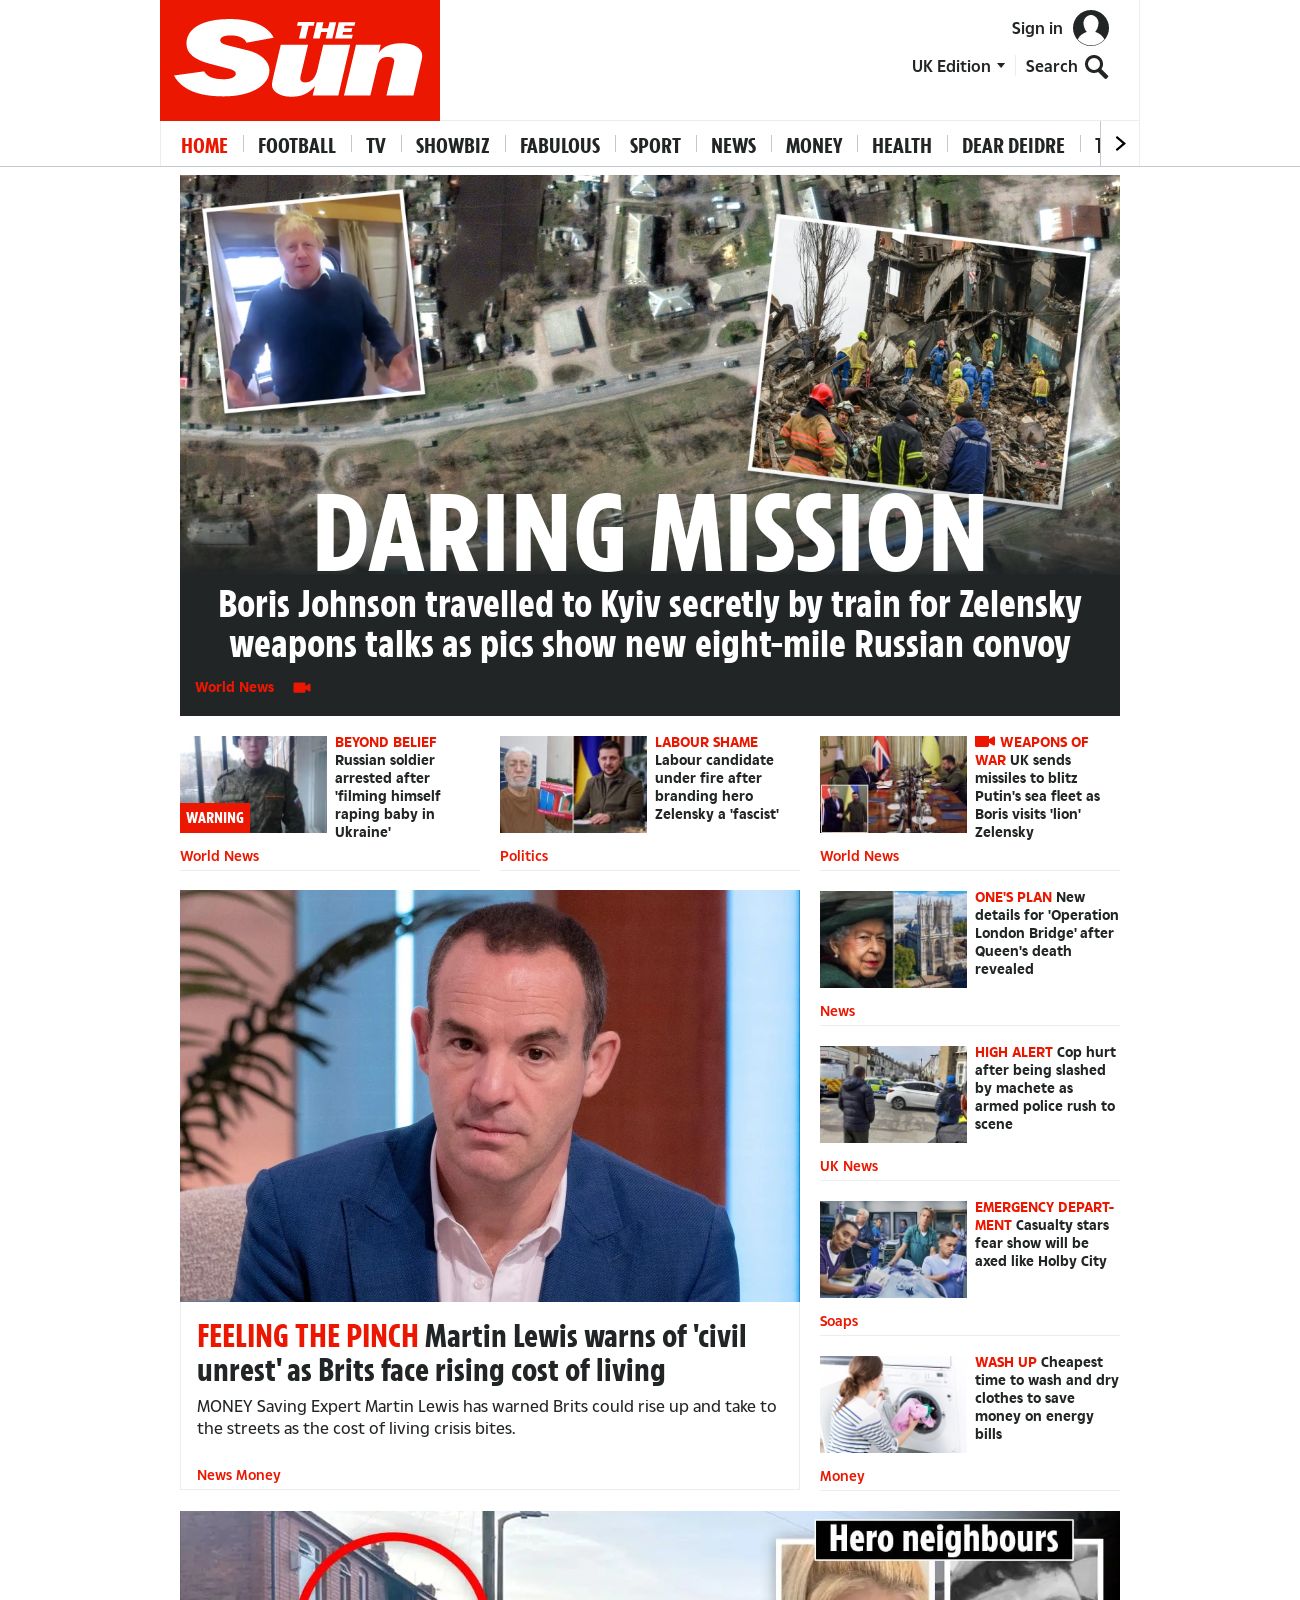 THE
Sun
Sign in
UK Edition
Search
HOME
FOOTBALL
TV
SHOWBIZ
FABULOUS
SPORT
NEWS
MONEY
HEALTH
DEAR DEIDRE
DARING MISSION
Boris Johnson travelled to Kyiv secretly by train for Zelensky
weapons talks as pics show new eight-mile Russian convoy
World News
WARNING
BEYOND BELIEF
Russian soldier
arrested after
'filming himself
raping baby in
Ukraine'
World News
LABOUR SHAME
Labour candidate
under fire after
branding hero
Zelensky a 'fascist'
Politics
WEAPONS OF
WAR UK sends
missiles to blitz
Putin's sea fleet as
Boris visits 'lion'
Zelensky
World News
FEELING THE PINCH Martin Lewis warns of 'civil
unrest' as Brits face rising cost of living
MONEY Saving Expert Martin Lewis has warned Brits could rise up and take to
the streets as the cost of living crisis bites.
News Money
ONE'S PLAN New
details for 'Operation
London Bridge' after
Queen's death
revealed
News
HIGH ALERT Cop hurt
after being slashed
by machete as
armed police rush to
scene
UK News
EMERGENCY DEPART-
MENT Casualty stars
fear show will be
axed like Holby City
Soaps
WASH UP Cheapest
time to wash and dry
clothes to save
money on energy
bills
Money
Hero neighbours